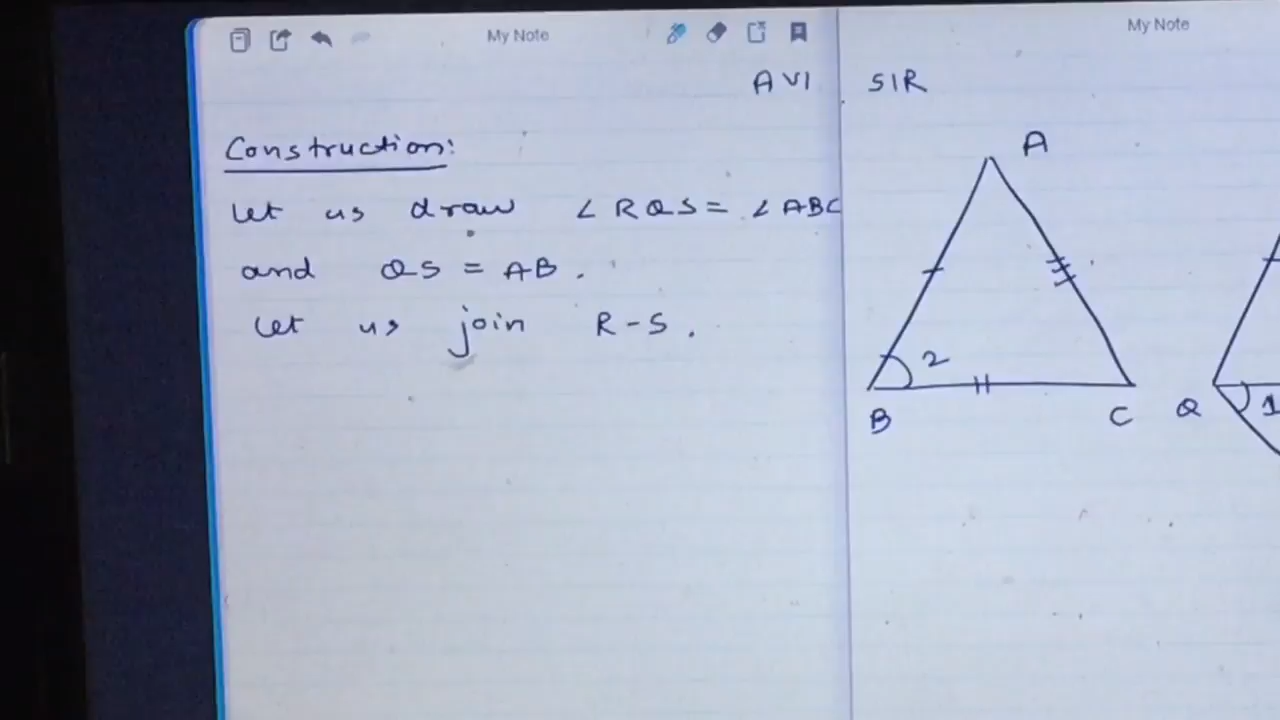 My Note
My Note
AVI SIR
Construction:
Let us draw ∠RQS = ∠ABC
and QS = AB.
Let us join R-S.
A
2
B
C
Q
1